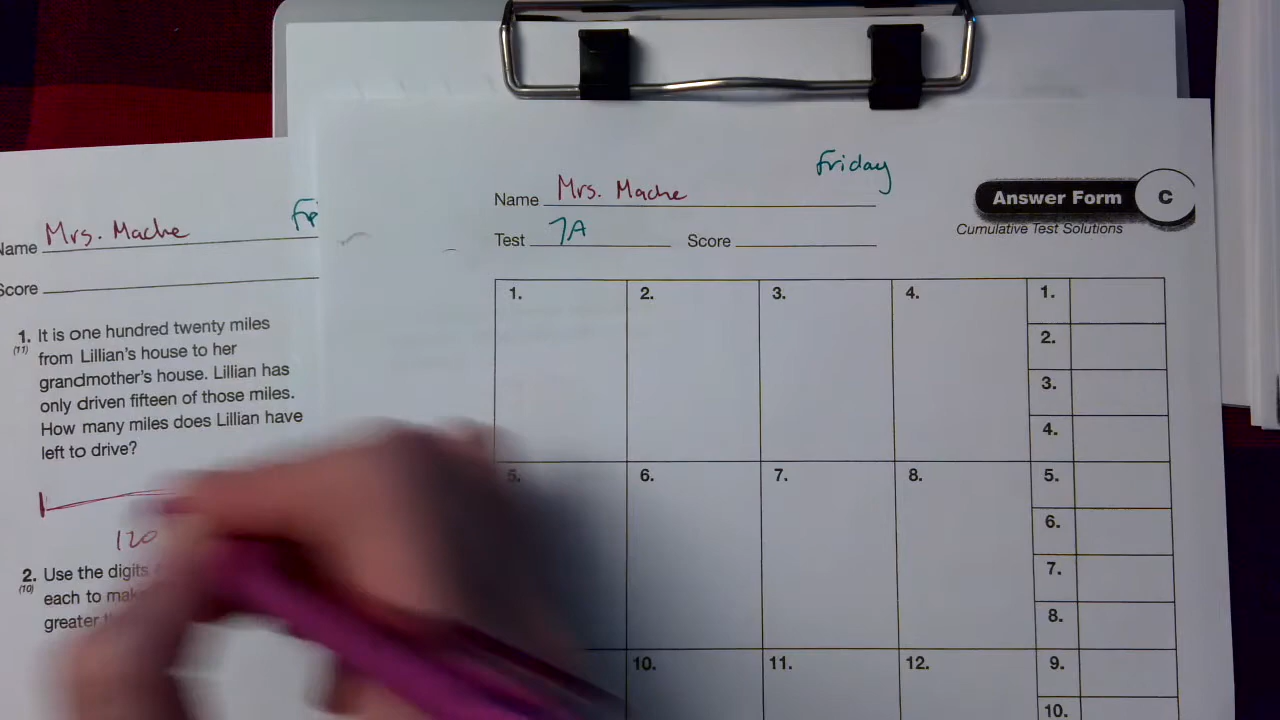 Name Mrs. Mache
Score
1. It is one hundred twenty miles
(11) from Lillian's house to her
grandmother's house. Lillian has
only driven fifteen of those miles.
How many miles does Lillian have
left to drive?
120
2. Use the digits
(10) each to
greater
Friday
Name Mrs. Mache
Test 7A Score
Answer Form C
Cumulative Test Solutions
1. 2. 3. 4. 1.
2.
3.
4.
5. 6. 7. 8. 5.
6.
7.
8.
10. 11. 12. 9.
10.